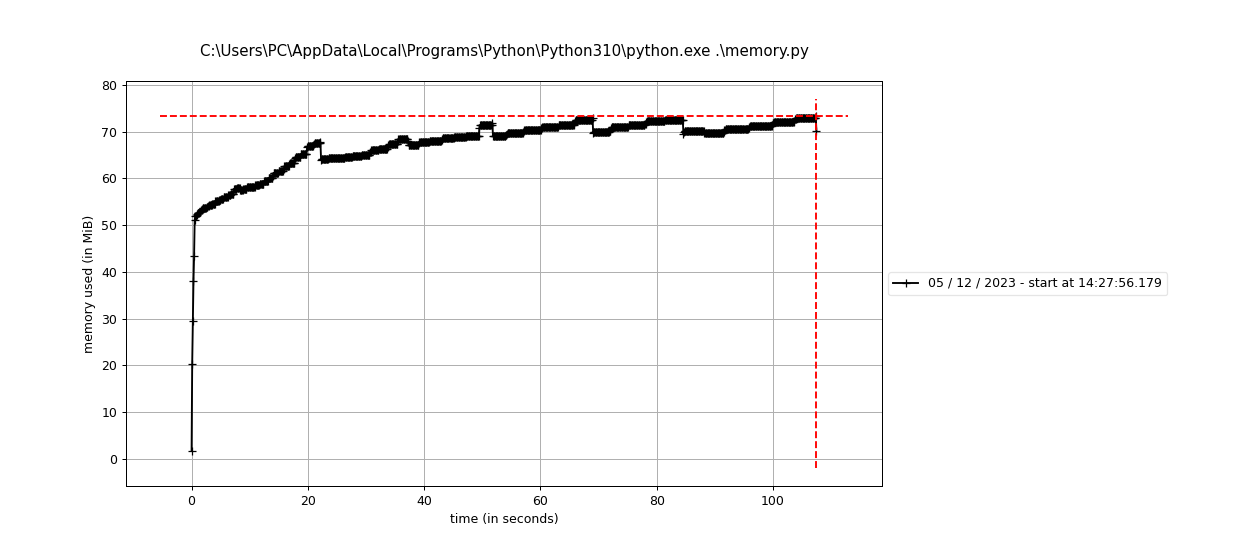 C:\Users\PC\AppData\Local\Programs\Python\Python310\python.exe .\memory.py
80
70
60
50
40
30
20
10
0
memory used (in MiB)
0 20 40 60 80 100
time (in seconds)
05 / 12 / 2023 - start at 14:27:56.179